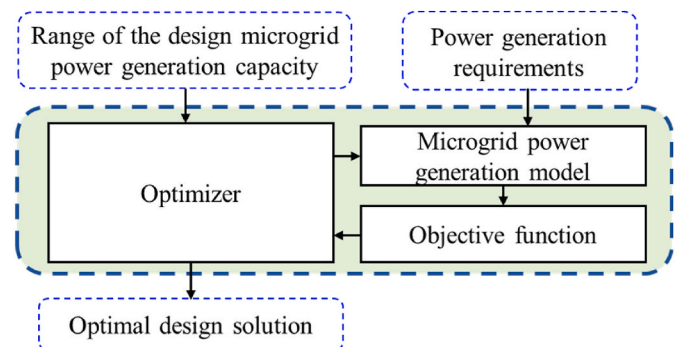 Range of the design microgrid
power generation capacity
Power generation
requirements
Optimizer
Microgrid power
generation model
Objective function
Optimal design solution